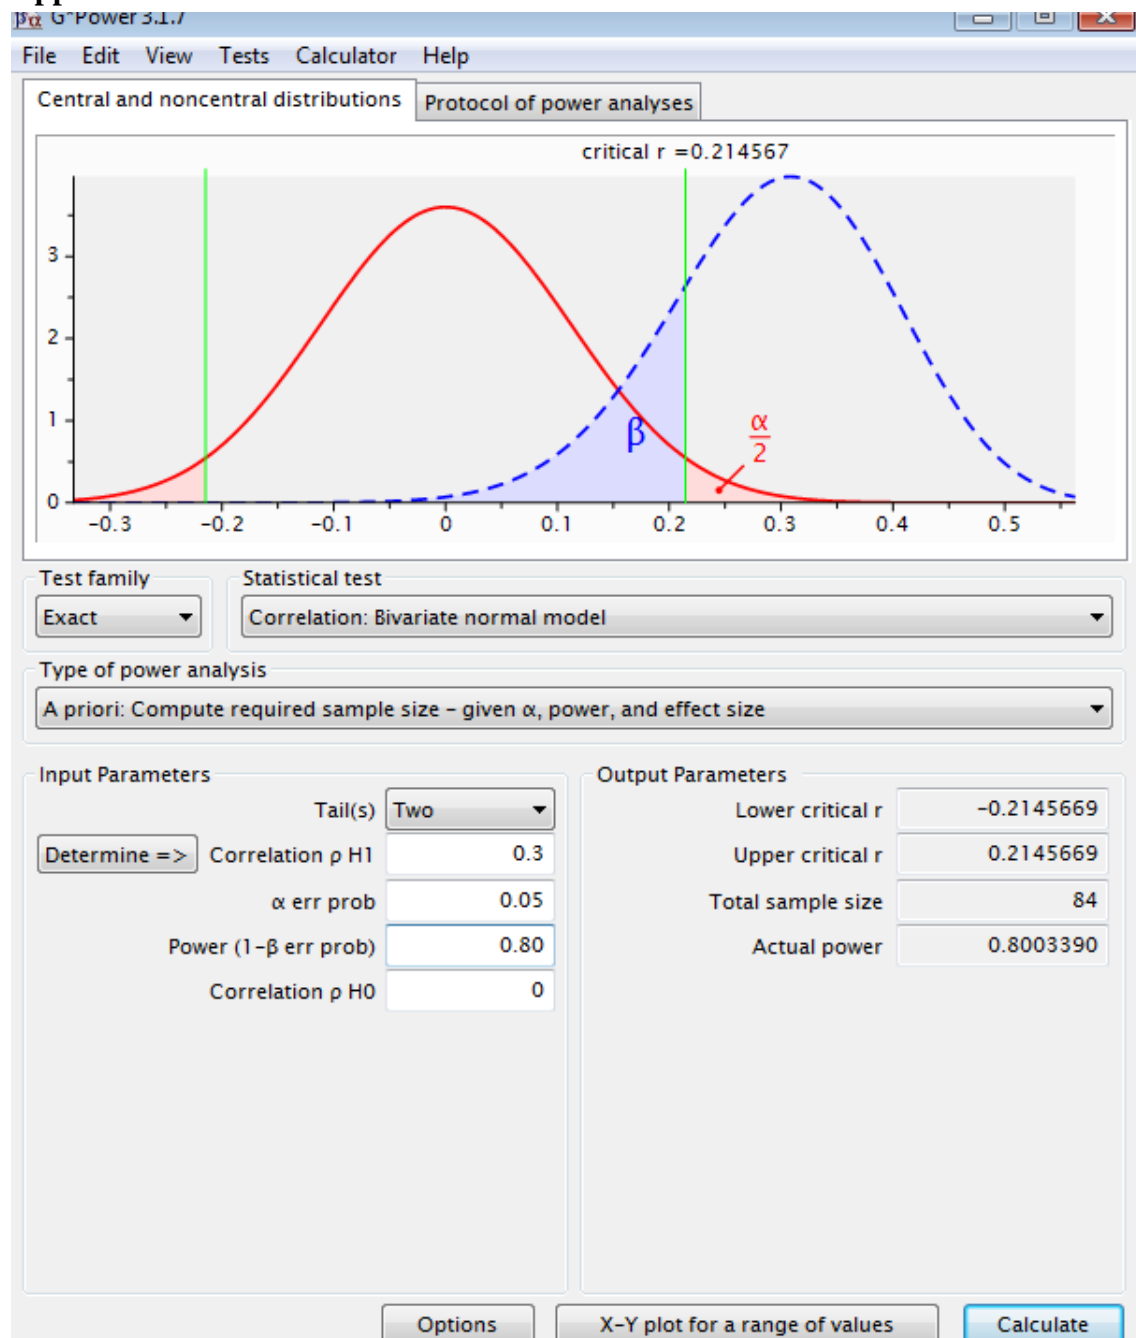 G*Power 3.1.7
File Edit View Tests Calculator Help
Central and noncentral distributions Protocol of power analyses
critical r =0.214567
3
2
1
0
β
α
2
-0.3 -0.2 -0.1 0 0.1 0.2 0.3 0.4 0.5
Test family Statistical test
Exact Correlation: Bivariate normal model
Type of power analysis
A priori: Compute required sample size – given α, power, and effect size
Input Parameters Output Parameters
Tail(s) Two Lower critical r -0.2145669
Determine => Correlation ρ H1 0.3 Upper critical r 0.2145669
α err prob 0.05 Total sample size 84
Power (1-β err prob) 0.80 Actual power 0.8003390
Correlation ρ H0 0
Options X-Y plot for a range of values Calculate